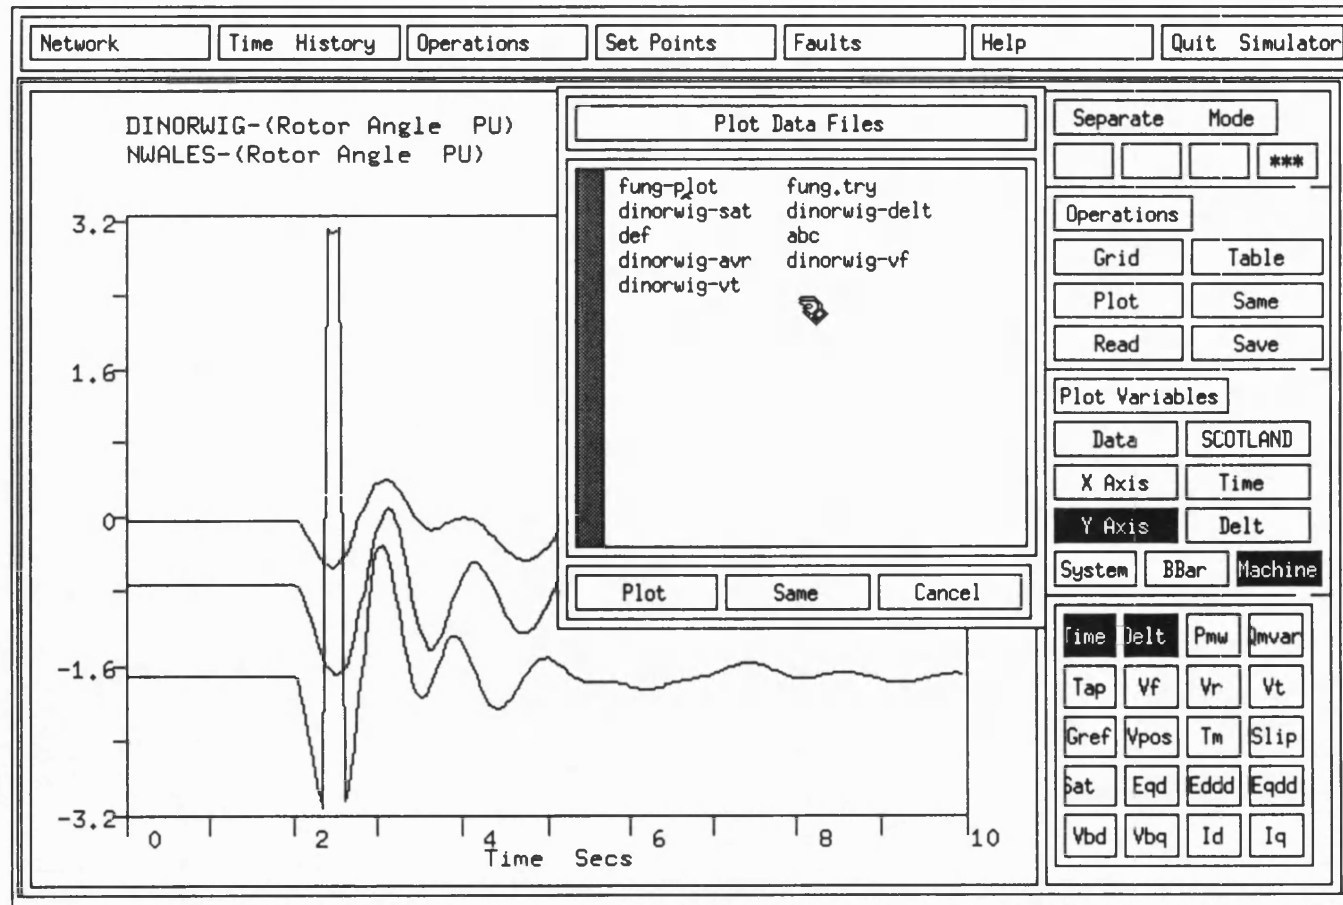 Network Time History Operations Set Points Faults Help Quit Simulator
DINORWIG-(Rotor Angle PU)
NWALES-(Rotor Angle PU)
3.2
1.6
0
-1.6
-3.2
0 2 4 6 8 10
Time Secs
Plot Data Files
fung-plot fung.try
dinorwig-sat dinorwig-delt
def abc
dinorwig-avr dinorwig-vf
dinorwig-vt
Plot Same Cancel
Separate Mode
***
Operations
Grid Table
Plot Same
Read Save
Plot Variables
Data SCOTLAND
X Axis Time
Y Axis Delt
System BBar Machine
Time Delt Pmw Qmvar
Tap Vf Vr Vt
Gref Vpos Tm Slip
Sat Eqd Eddd Eqdd
Vbd Vbq Id Iq